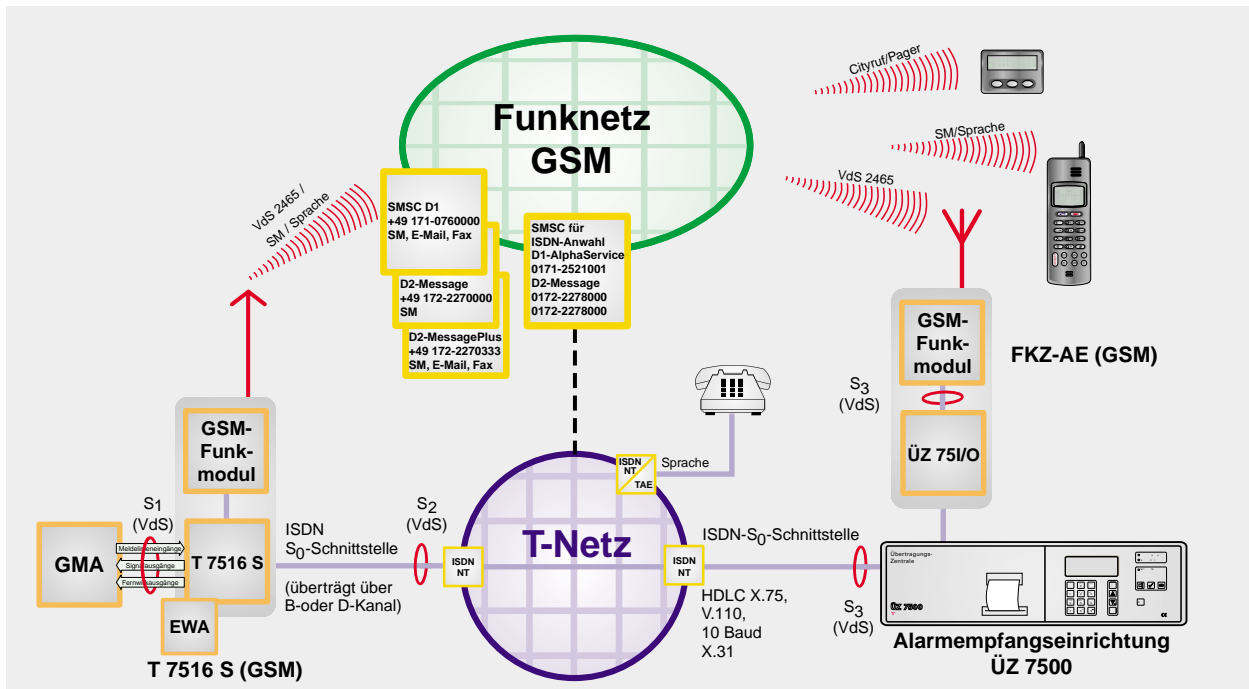 Funknetz
GSM
Cityruf/Pager
SM/Sprache
VdS 2465
VdS 2465 /
SM / Sprache
SMSC D1
+49 171-0760000
SM, E-Mail, Fax
D2-Message
+49 172-2270000
SM
D2-MessagePlus
+49 172-2270333
SM, E-Mail, Fax
SMSC für
ISDN-Anwahl
D1-AlphaService
0171-2521001
D2-Message
0172-2278000
0172-2278000
GSM-
Funk-
modul
FKZ-AE (GSM)
S3
(VdS)
ÜZ 75I/O
GSM-
Funk-
modul
S1
(VdS)
GMA
Meldelinieneingänge
Signalausgänge
Fernwirkausgänge
T 7516 S
EWA
T 7516 S (GSM)
ISDN
S0-Schnittstelle
(überträgt über
B-oder D-Kanal)
S2
(VdS)
ISDN
NT
T-Netz
ISDN
NT
TAE
Sprache
ISDN
NT
ISDN-S0-Schnittstelle
HDLC X.75,
V.110,
10 Baud
X.31
S3
(VdS)
Übertragungs-
Zentrale
ÜZ 7500
Alarmempfangseinrichtung
ÜZ 7500